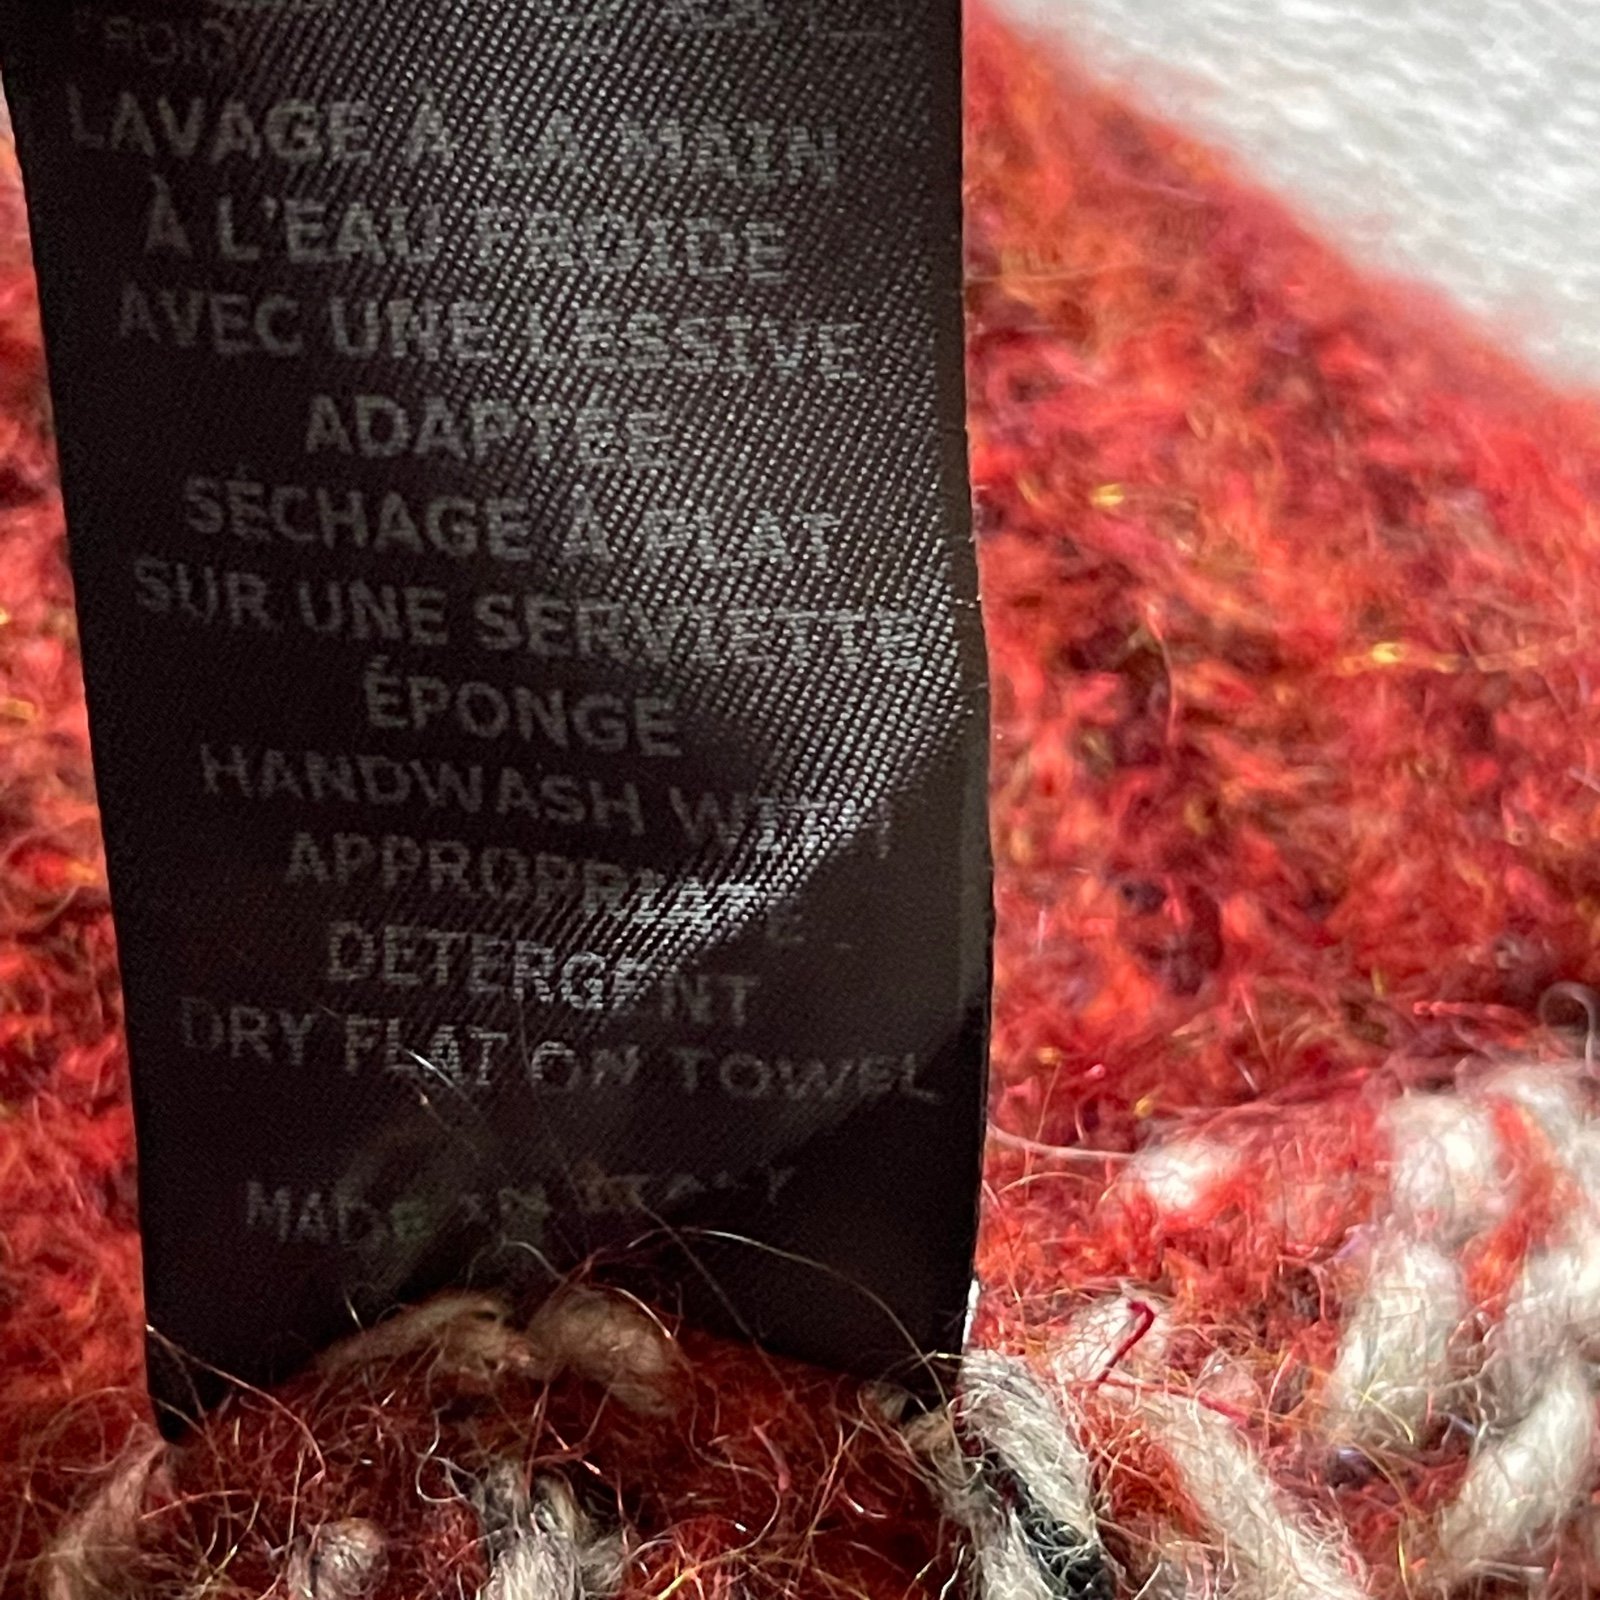 LAVAGE À LA MAIN
À L'EAU FROIDE
AVEC UNE LESSIVE
ADAPTÉE
SÉCHAGE À PLAT
SUR UNE SERVIETTE
ÉPONGE
HANDWASH WITH
APPROPRIATE
DETERGENT
DRY FLAT ON TOWEL
MADE IN ITALY